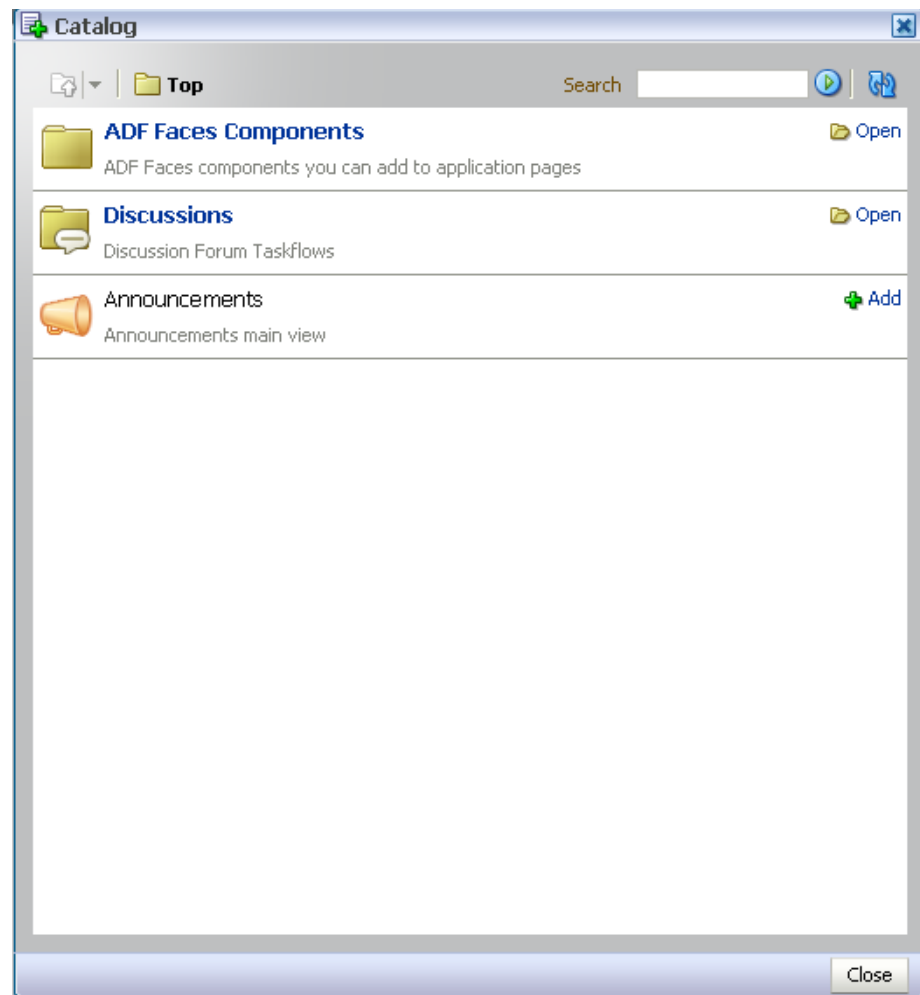 Catalog
Top Search
ADF Faces Components Open
ADF Faces components you can add to application pages
Discussions Open
Discussion Forum Taskflows
Announcements Add
Announcements main view
Close